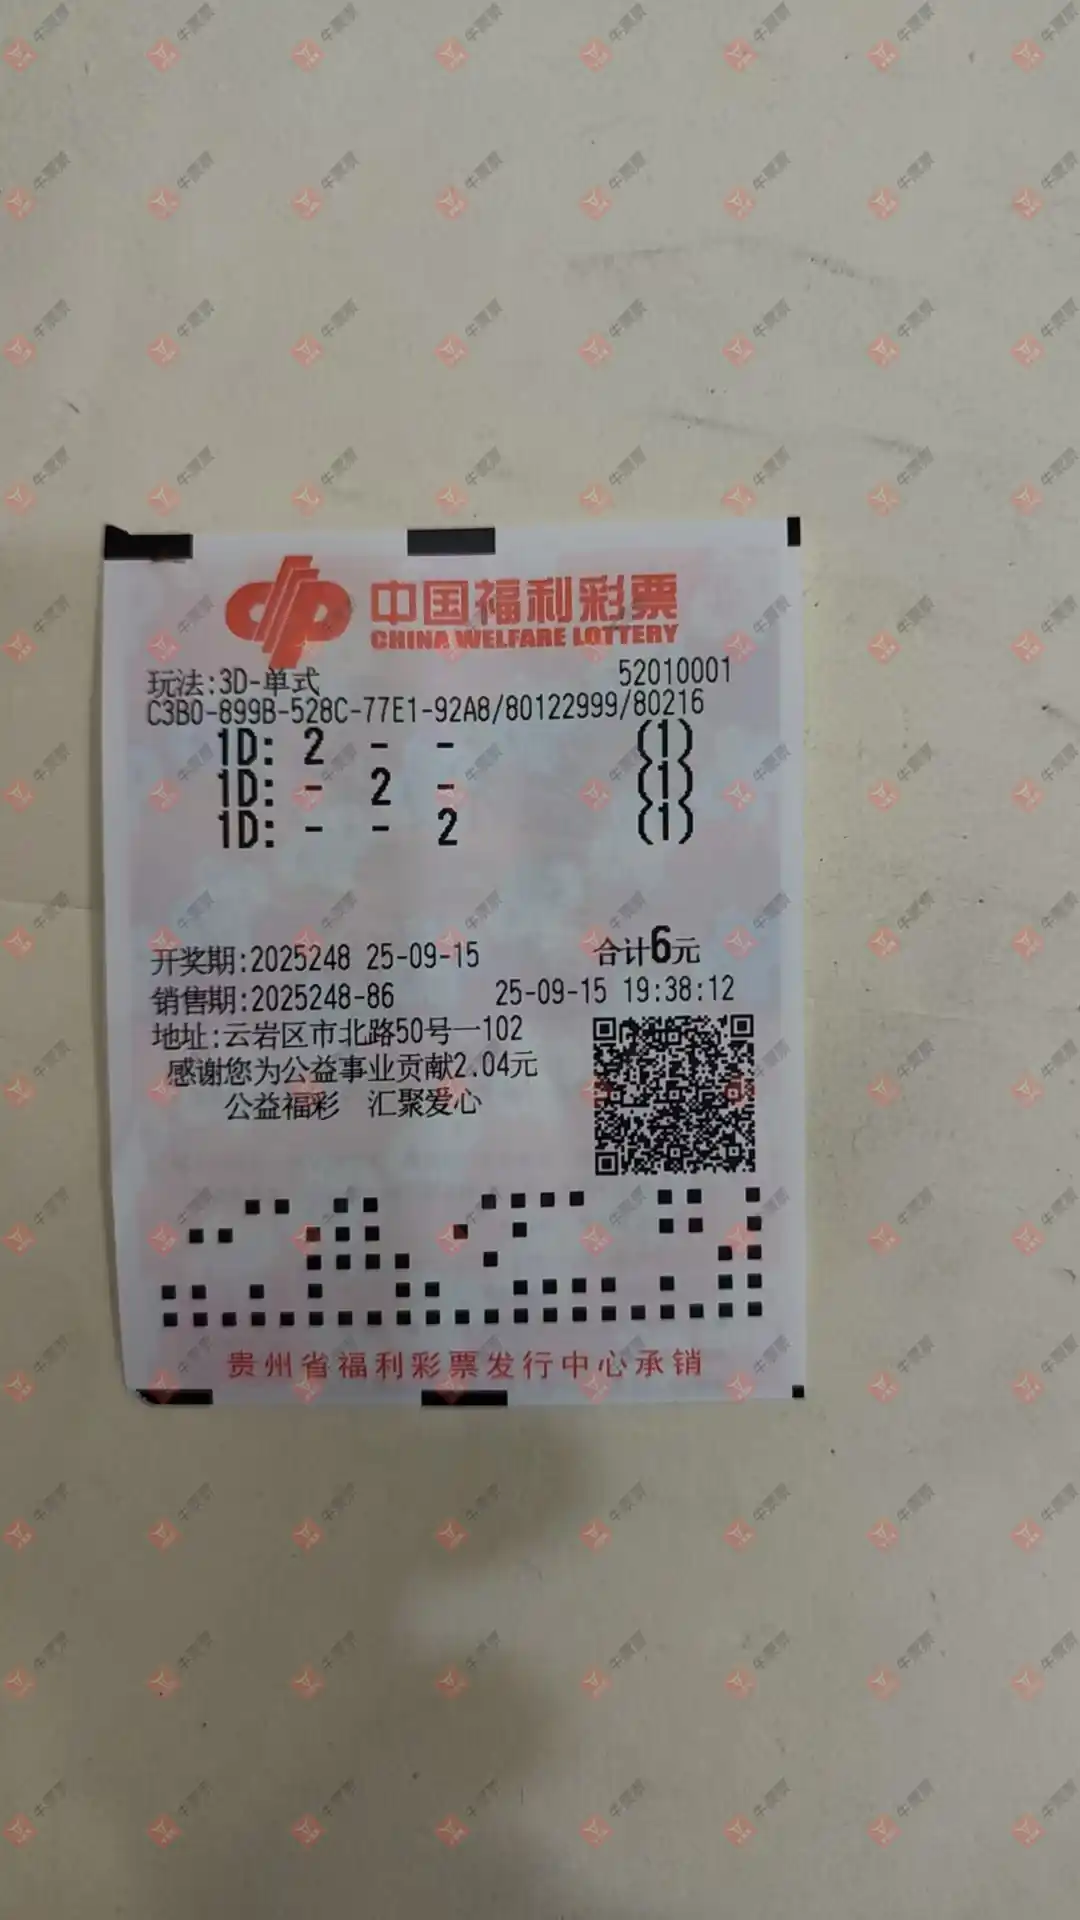 中国福利彩票
CHINA WELFARE LOTTERY
玩法:3D-单式 52010001
C3B0-899B-528C-77E1-92A8/80122999/80216
1D: 2 - - (1)
1D: - 2 - (1)
1D: - - 2 (1)
开奖期:2025248 25-09-15 合计6元
销售期:2025248-86 25-09-15 19:38:12
地址:云岩区市北路50号一102
感谢您为公益事业贡献2.04元
公益福彩 汇聚爱心
贵州省福利彩票发行中心承销